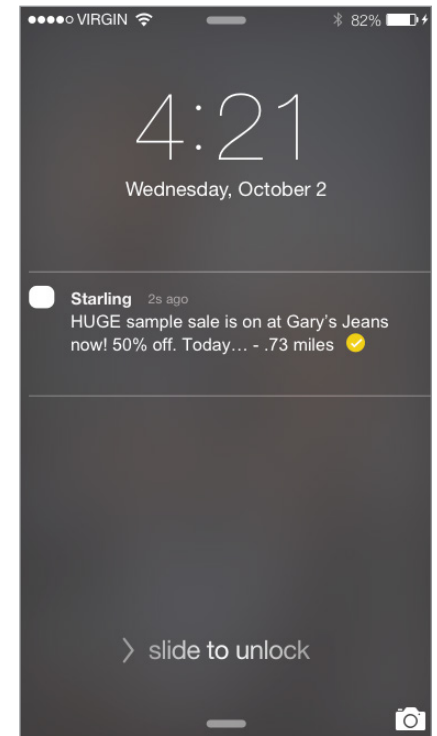 VIRGIN 82%
4:21
Wednesday, October 2
Starling 2s ago
HUGE sample sale is on at Gary's Jeans
now! 50% off. Today… - .73 miles
slide to unlock